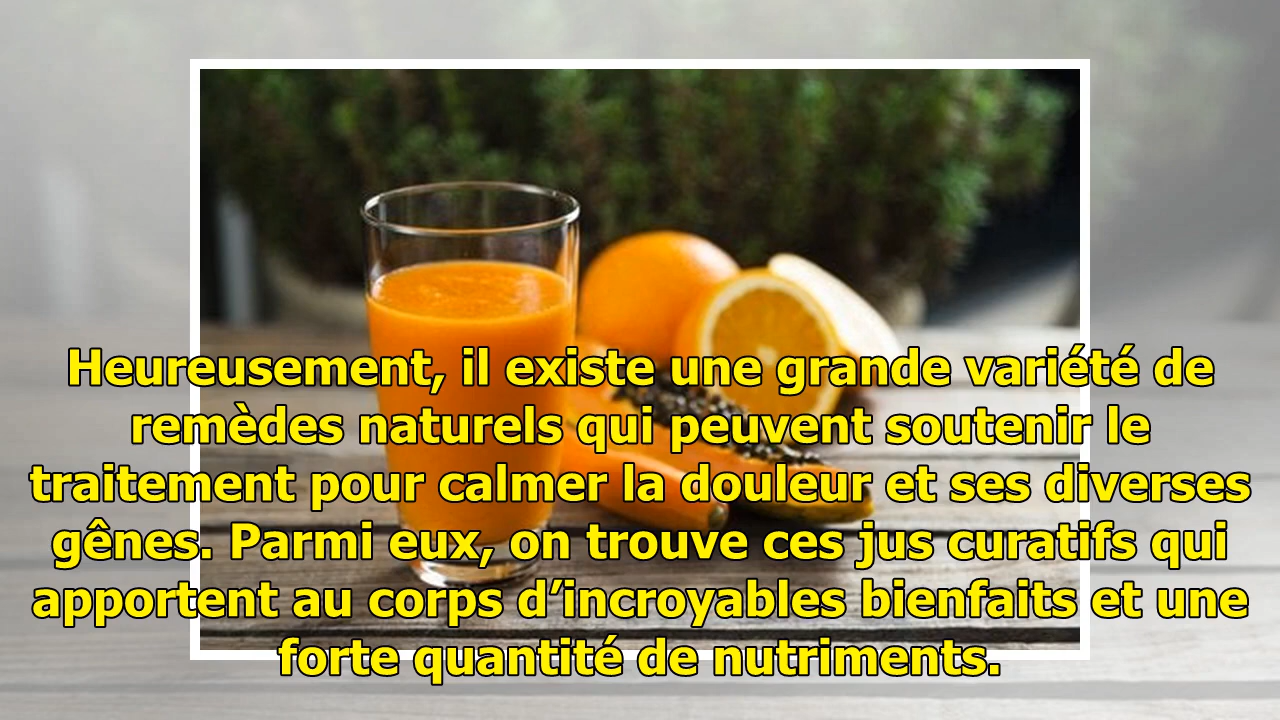 Heureusement, il existe une grande variété de
remèdes naturels qui peuvent soutenir le
traitement pour calmer la douleur et ses diverses
gênes. Parmi eux, on trouve ces jus curatifs qui
apportent au corps d’incroyables bienfaits et une
forte quantité de nutriments.